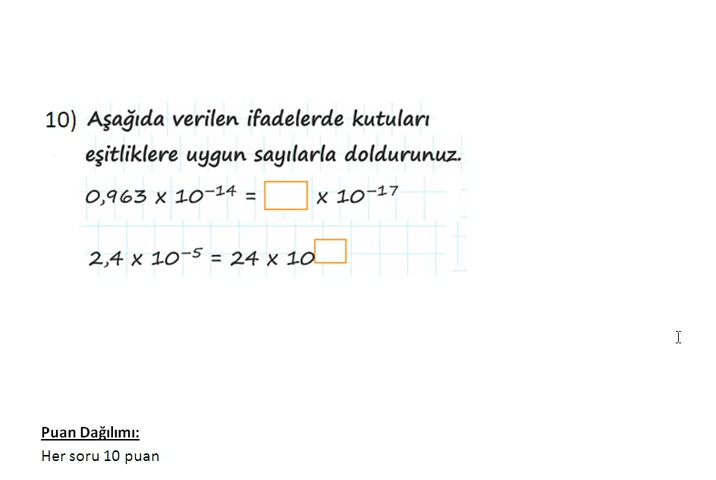 10) Aşağıda verilen ifadelerde kutuları
eşitliklere uygun sayılarla doldurunuz.
0,963 x 10⁻¹⁴ = □ x 10⁻¹⁷
2,4 x 10⁻⁵ = 24 x 10□
Puan Dağılımı:
Her soru 10 puan